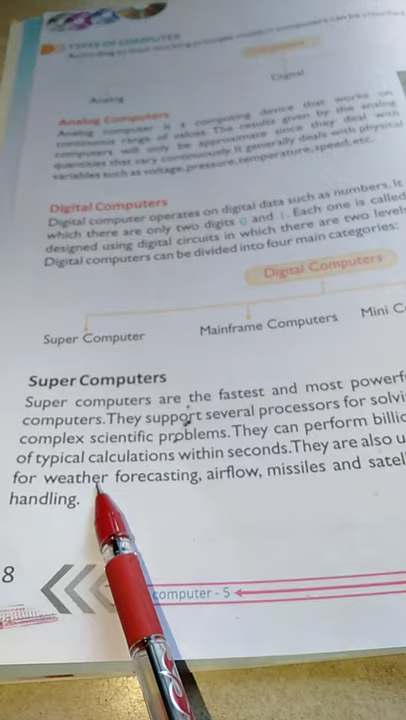 TYPES OF COMPUTER
Digital
Analog
Analog Computers
Analog computer is a computing device that works on
continuous range of values. The results given by the analog
computers will only be approximate since they deal with
quantities that vary continuously. It generally deals with physical
variables such as voltage, pressure, temperature, speed, etc.
Digital Computers
Digital computer operates on digital data such as numbers. It
which there are only two digits 0 and 1. Each one is called
designed using digital circuits in which there are two levels
Digital computers can be divided into four main categories:
Digital Computers
Super Computer
Mainframe Computers
Mini
Super Computers
Super computers are the fastest and most
computers. They support several processors for
complex scientific problems. They can perform
of typical calculations within seconds. They are also
for weather forecasting, airflow, missiles and
handling.
8
computer - 5